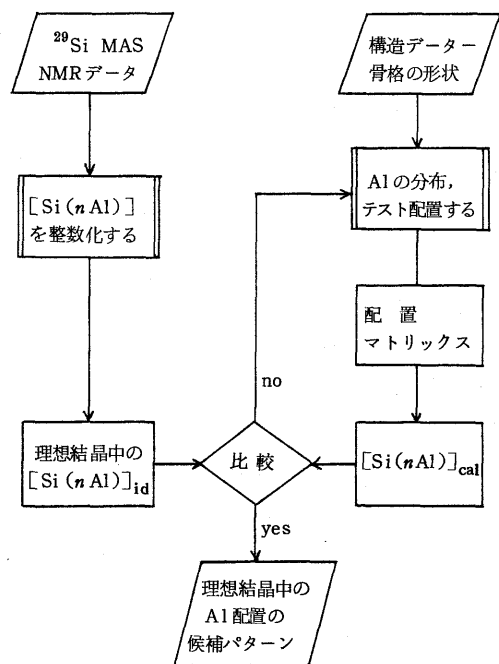 ²⁹Si MAS
NMRデータ
構造データー
骨格の形状
[Si(nAl)]
を整数化する
Alの分布,
テスト配置する
配 置
マトリックス
no
理想結晶中の
[Si(nAl)]id
比較
[Si(nAl)]cal
yes
理想結晶中の
Al配置の
候補パターン